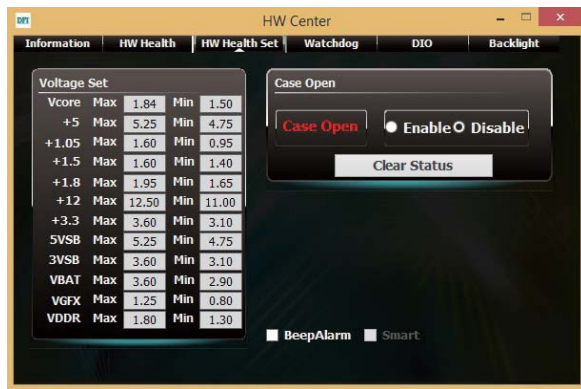 DFI HW Center
Information HW Health HW Health Set Watchdog DIO Backlight
Voltage Set
Vcore Max 1.84 Min 1.50
+5 Max 5.25 Min 4.75
+1.05 Max 1.60 Min 0.95
+1.5 Max 1.60 Min 1.40
+1.8 Max 1.95 Min 1.65
+12 Max 12.50 Min 11.00
+3.3 Max 3.60 Min 3.10
5VSB Max 5.25 Min 4.75
3VSB Max 3.60 Min 3.10
VBAT Max 3.60 Min 2.90
VGFX Max 1.25 Min 0.80
VDDR Max 1.80 Min 1.30
Case Open
Case Open Enable Disable
Clear Status
BeepAlarm Smart